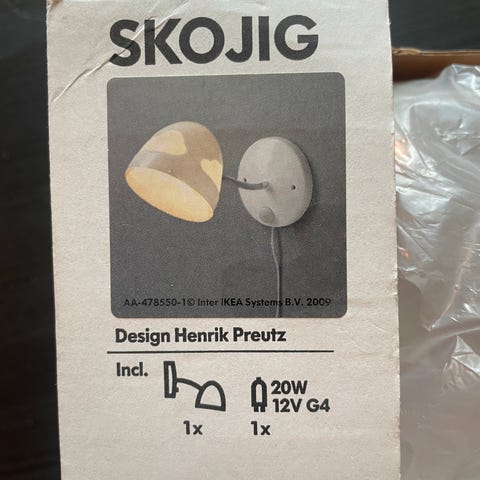 SKOJIG
AA-478550-1© Inter IKEA Systems B.V. 2009
Design Henrik Preutz
Incl.
20W
12V G4
1x 1x